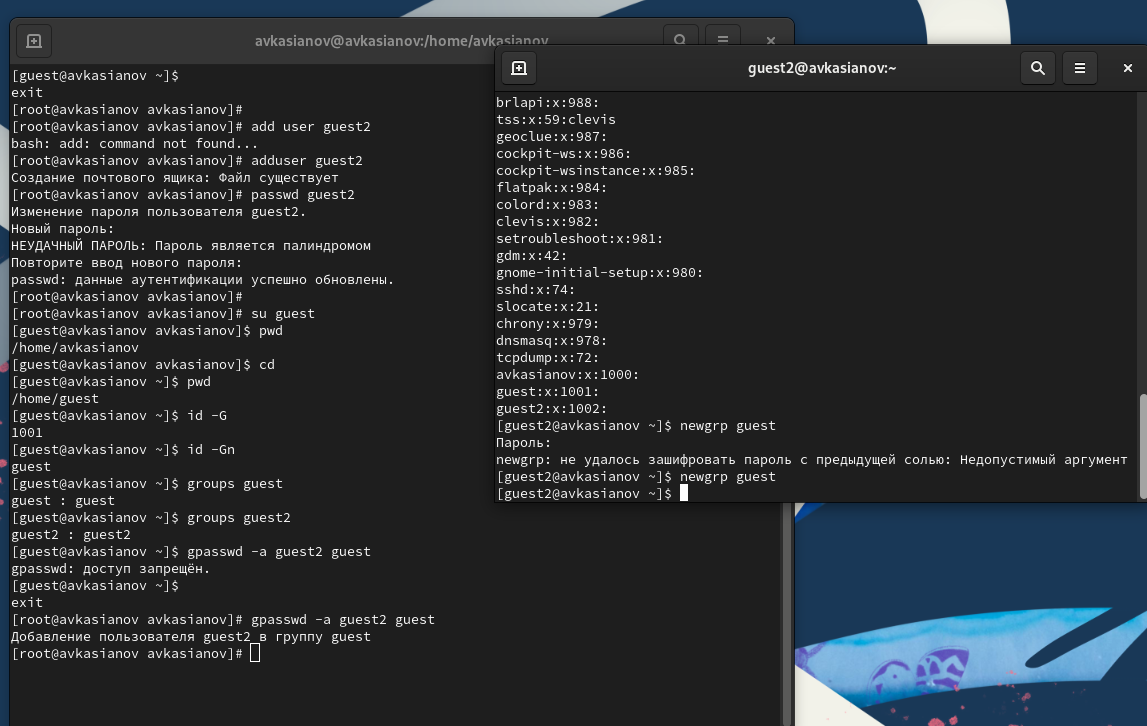 avkasianov@avkasianov:/home/avkasianov
[guest@avkasianov ~]$
exit
[root@avkasianov avkasianov]#
[root@avkasianov avkasianov]# add user guest2
bash: add: command not found...
[root@avkasianov avkasianov]# adduser guest2
Создание почтового ящика: Файл существует
[root@avkasianov avkasianov]# passwd guest2
Изменение пароля пользователя guest2.
Новый пароль:
НЕУДАЧНЫЙ ПАРОЛЬ: Пароль является палиндромом
Повторите ввод нового пароля:
passwd: данные аутентификации успешно обновлены.
[root@avkasianov avkasianov]#
[root@avkasianov avkasianov]# su guest
[guest@avkasianov avkasianov]$ pwd
/home/avkasianov
[guest@avkasianov avkasianov]$ cd
[guest@avkasianov ~]$ pwd
/home/guest
[guest@avkasianov ~]$ id -G
1001
[guest@avkasianov ~]$ id -Gn
guest
[guest@avkasianov ~]$ groups guest
guest : guest
[guest@avkasianov ~]$ groups guest2
guest2 : guest2
[guest@avkasianov ~]$ gpasswd -a guest2 guest
gpasswd: доступ запрещён.
[guest@avkasianov ~]$
exit
[root@avkasianov avkasianov]# gpasswd -a guest2 guest
Добавление пользователя guest2 в группу guest
[root@avkasianov avkasianov]#
guest2@avkasianov:~
brlapi:x:988:
tss:x:59:clevis
geoclue:x:987:
cockpit-ws:x:986:
cockpit-wsinstance:x:985:
flatpak:x:984:
colord:x:983:
clevis:x:982:
setroubleshoot:x:981:
gdm:x:42:
gnome-initial-setup:x:980:
sshd:x:74:
slocate:x:21:
chrony:x:979:
dnsmasq:x:978:
tcpdump:x:72:
avkasianov:x:1000:
guest:x:1001:
guest2:x:1002:
[guest2@avkasianov ~]$ newgrp guest
Пароль:
newgrp: не удалось зашифровать пароль с предыдущей солью: Недопустимый аргумент
[guest2@avkasianov ~]$ newgrp guest
[guest2@avkasianov ~]$